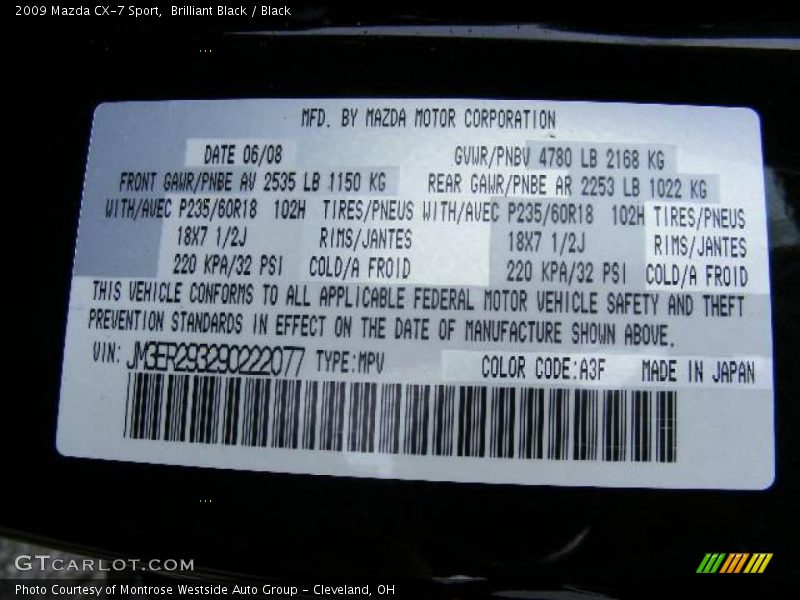 2009 Mazda CX-7 Sport, Brilliant Black / Black
MFD. BY MAZDA MOTOR CORPORATION
DATE 06/08 GVWR/PNBV 4780 LB 2168 KG
FRONT GAWR/PNBE AV 2535 LB 1150 KG REAR GAWR/PNBE AR 2253 LB 1022 KG
WITH/AVEC P235/60R18 102H TIRES/PNEUS WITH/AVEC P235/60R18 102H TIRES/PNEUS
18X7 1/2J RIMS/JANTES 18X7 1/2J RIMS/JANTES
220 KPA/32 PSI COLD/A FROID 220 KPA/32 PSI COLD/A FROID
THIS VEHICLE CONFORMS TO ALL APPLICABLE FEDERAL MOTOR VEHICLE SAFETY AND THEFT
PREVENTION STANDARDS IN EFFECT ON THE DATE OF MANUFACTURE SHOWN ABOVE.
VIN: JM3ER293290222077 TYPE:MPV COLOR CODE:A3F MADE IN JAPAN
GTCARLOT.COM
Photo Courtesy of Montrose Westside Auto Group - Cleveland, OH